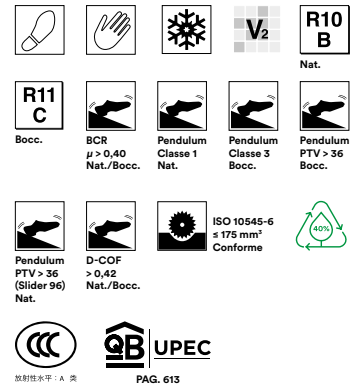 V2
R10
B
Nat.
R11
C
Bocc.
BCR
µ > 0,40
Nat./Bocc.
Pendulum
Classe 1
Nat.
Pendulum
Classe 3
Bocc.
Pendulum
PTV > 36
Bocc.
Pendulum
PTV > 36
(Slider 96)
Nat.
D-COF
> 0,42
Nat./Bocc.
ISO 10545-6
≤ 175 mm³
Conforme
40%
CCC
放射性水平：A 类
QB UPEC
PAG. 613